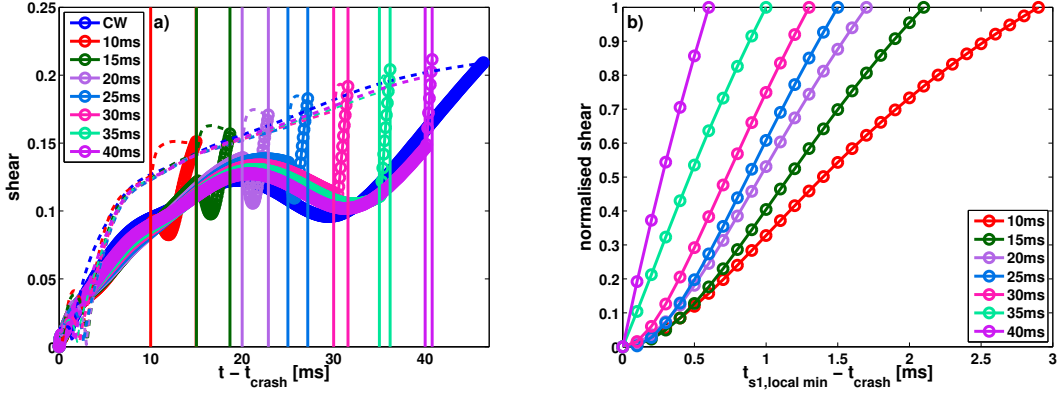 a)
0.25
0.2
0.15
0.1
0.05
0
shear
CW
10ms
15ms
20ms
25ms
30ms
35ms
40ms
0 10 20 30 40
t − t_crash [ms]
b)
1
0.9
0.8
0.7
0.6
0.5
0.4
0.3
0.2
0.1
0
normalised shear
10ms
15ms
20ms
25ms
30ms
35ms
40ms
0 0.5 1 1.5 2 2.5 3
t_s1,local min − t_crash [ms]